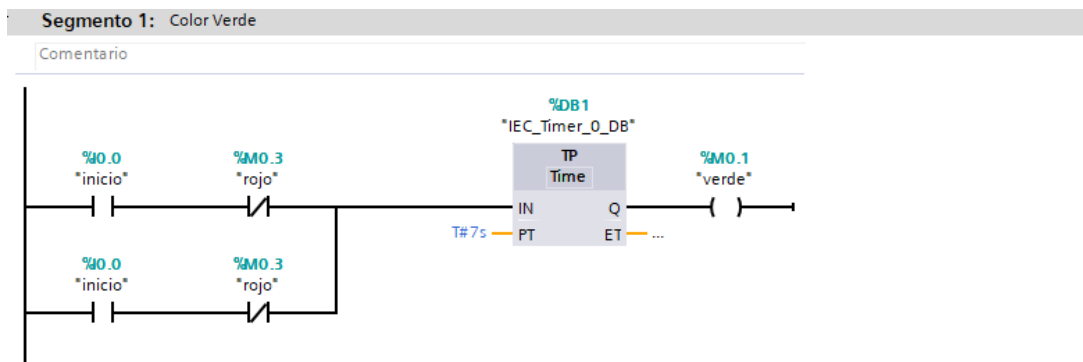 Segmento 1: Color Verde
Comentario
%DB1
"IEC_Timer_0_DB"
%I0.0 %M0.3 TP %M0.1
"inicio" "rojo" Time "verde"
IN Q
T#7s PT ET ...
%I0.0 %M0.3
"inicio" "rojo"